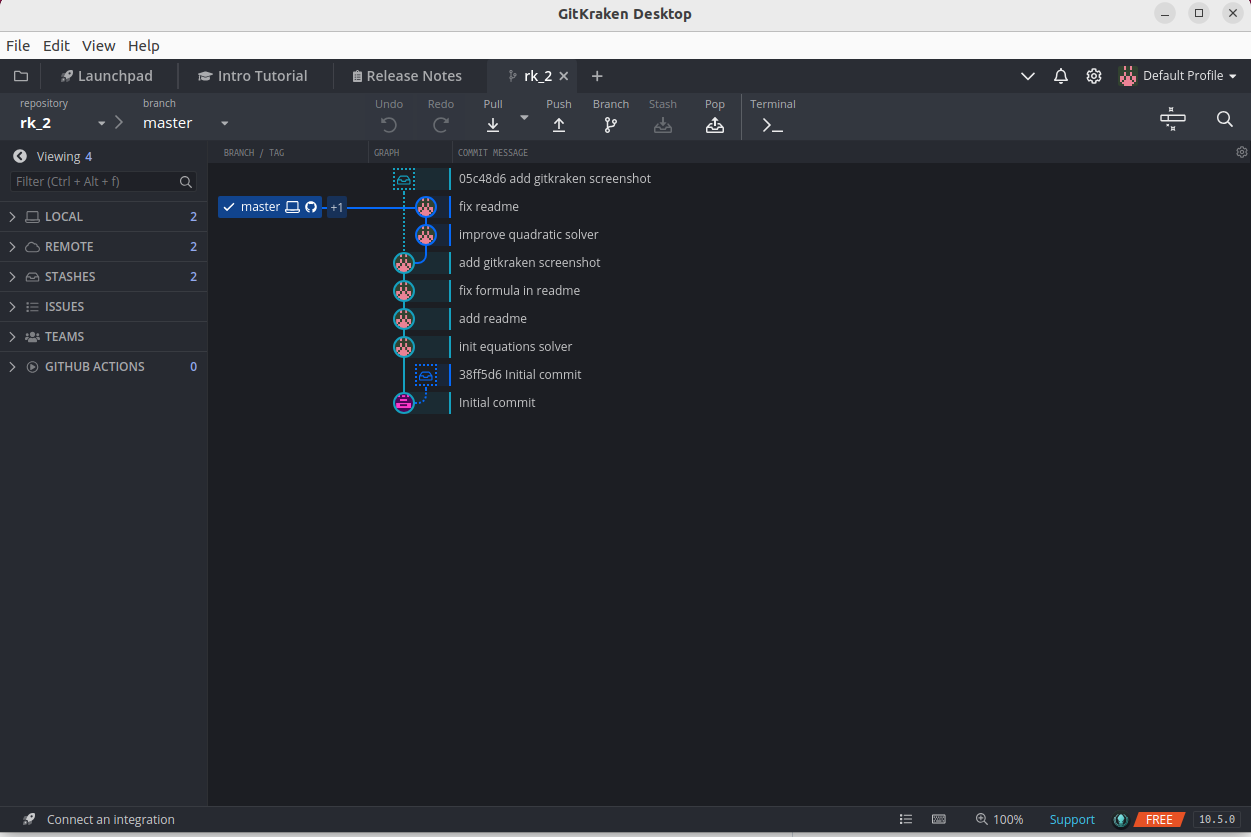 GitKraken Desktop
File Edit View Help
Launchpad Intro Tutorial Release Notes rk_2 Default Profile
repository branch Undo Redo Pull Push Branch Stash Pop Terminal
rk_2 master
Viewing 4 BRANCH / TAG GRAPH COMMIT MESSAGE
Filter (Ctrl + Alt + f)
LOCAL 2
REMOTE 2
STASHES 2
ISSUES
TEAMS
GITHUB ACTIONS 0
05c48d6 add gitkraken screenshot
master +1 fix readme
improve quadratic solver
add gitkraken screenshot
fix formula in readme
add readme
init equations solver
38ff5d6 Initial commit
Initial commit
Connect an integration 100% Support FREE 10.5.0